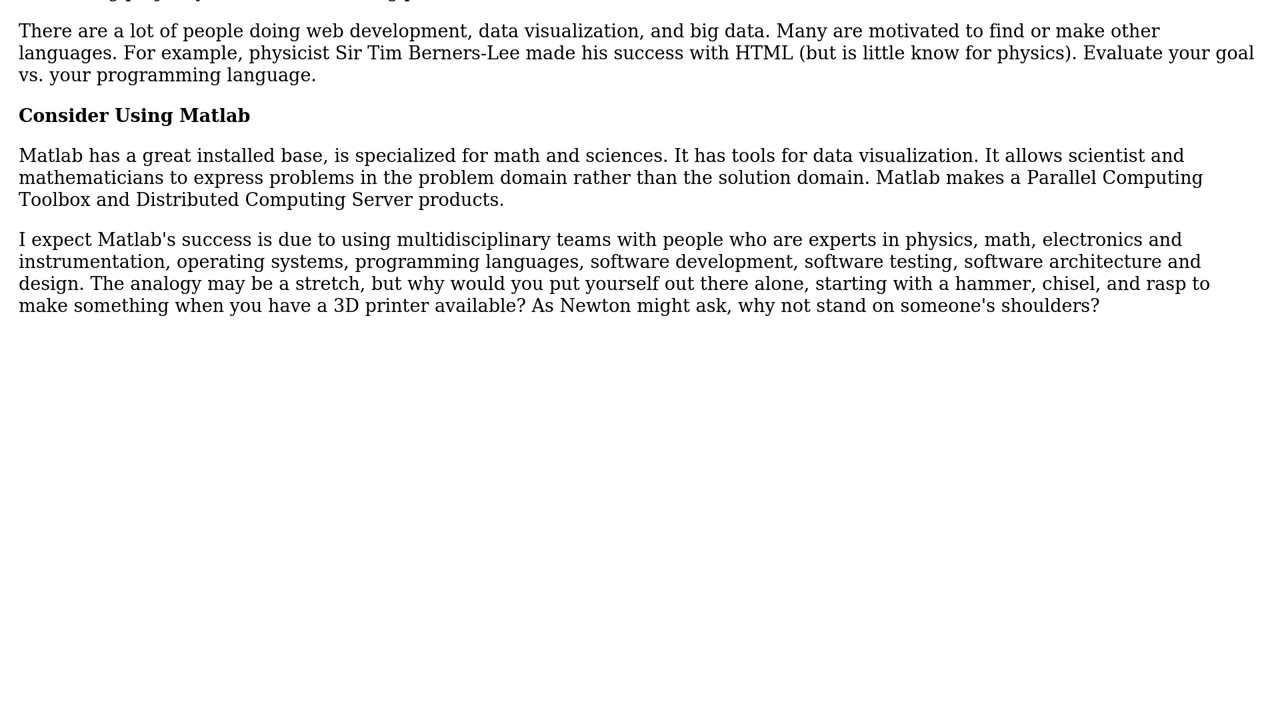 There are a lot of people doing web development, data visualization, and big data. Many are motivated to find or make other
languages. For example, physicist Sir Tim Berners-Lee made his success with HTML (but is little know for physics). Evaluate your goal
vs. your programming language.
Consider Using Matlab
Matlab has a great installed base, is specialized for math and sciences. It has tools for data visualization. It allows scientist and
mathematicians to express problems in the problem domain rather than the solution domain. Matlab makes a Parallel Computing
Toolbox and Distributed Computing Server products.
I expect Matlab's success is due to using multidisciplinary teams with people who are experts in physics, math, electronics and
instrumentation, operating systems, programming languages, software development, software testing, software architecture and
design. The analogy may be a stretch, but why would you put yourself out there alone, starting with a hammer, chisel, and rasp to
make something when you have a 3D printer available? As Newton might ask, why not stand on someone's shoulders?